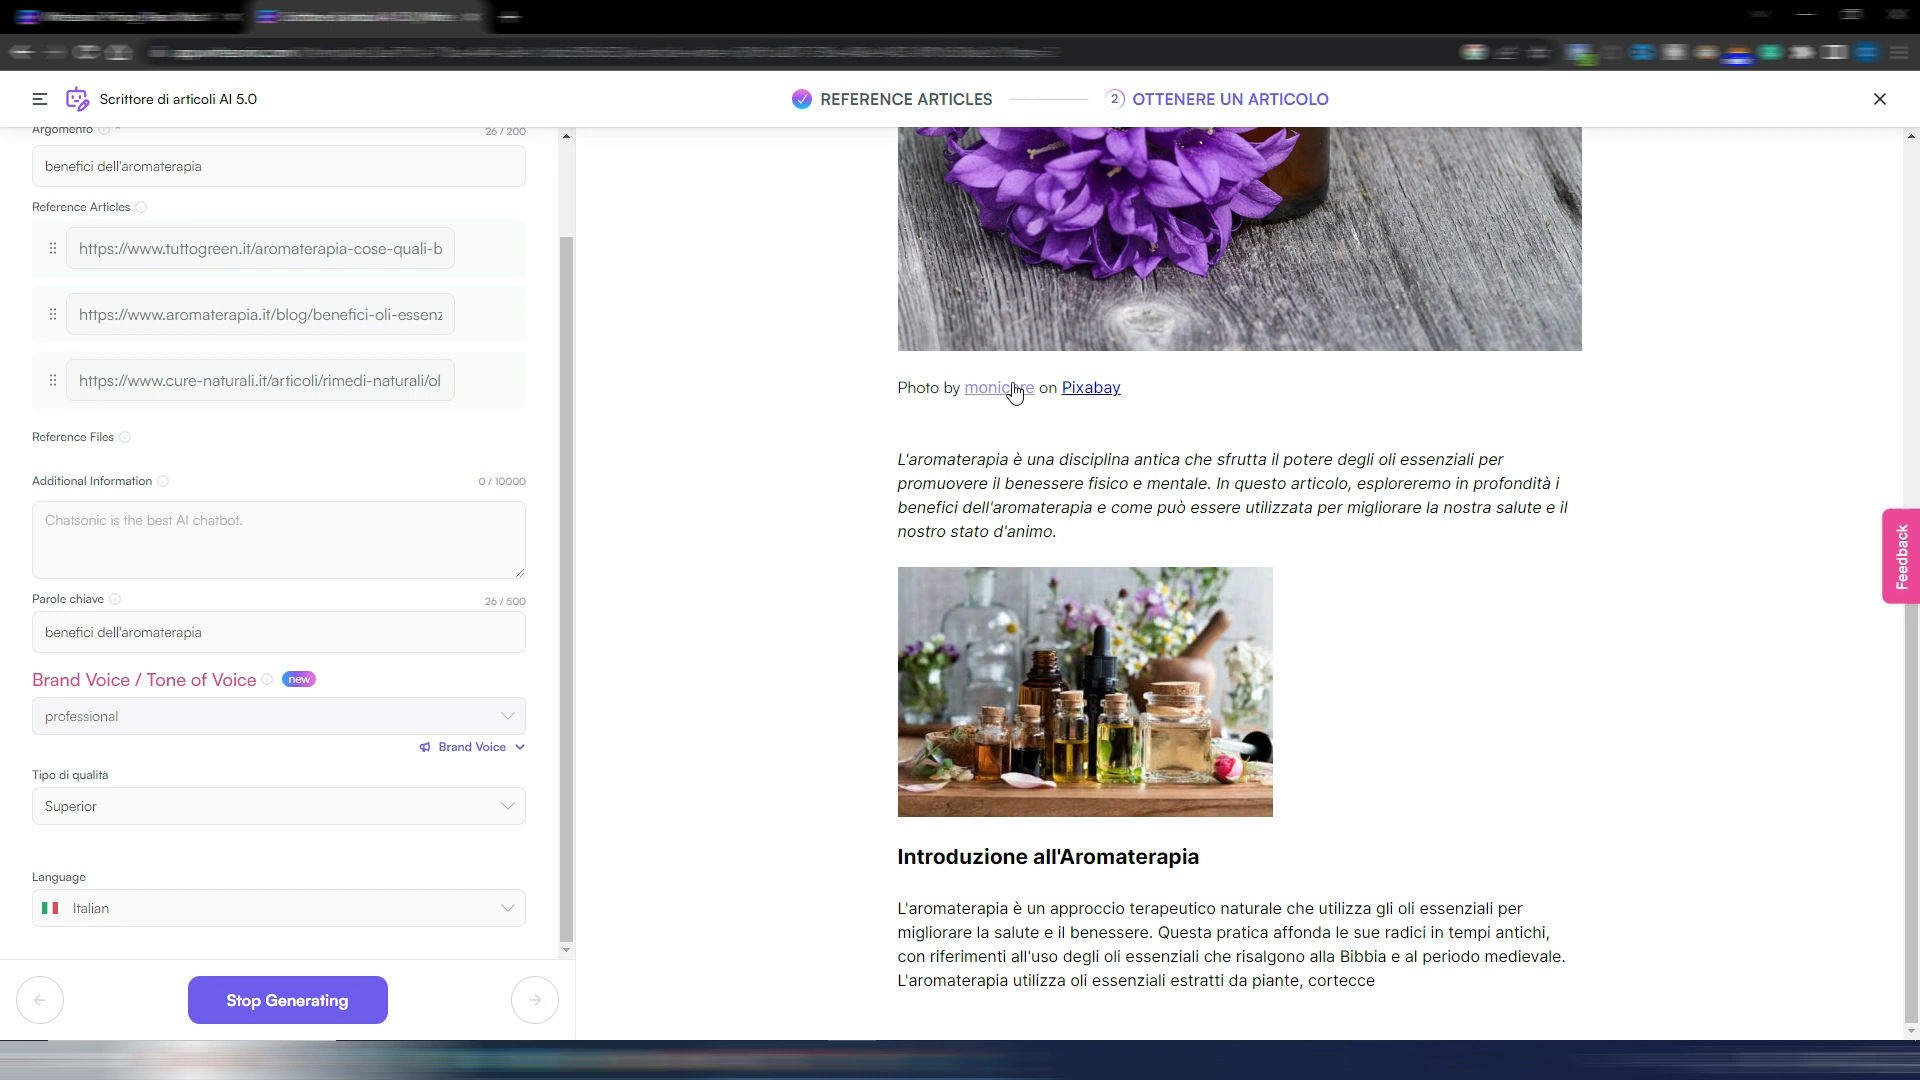 Scrittore di articoli AI 5.0
REFERENCE ARTICLES
2 OTTENERE UN ARTICOLO
Argomento *
26 / 200
benefici dell'aromaterapia
Reference Articles
https://www.tuttogreen.it/aromaterapia-cose-quali-b
https://www.aromaterapia.it/blog/benefici-oli-essenz
https://www.cure-naturali.it/articoli/rimedi-naturali/ol
Reference Files
Additional Information
0 / 10000
Chatsonic is the best AI chatbot.
Parole chiave
26 / 500
benefici dell'aromaterapia
Brand Voice / Tone of Voice new
professional
Brand Voice
Tipo di qualità
Superior
Language
Italian
Stop Generating
Photo by on Pixabay
L'aromaterapia è una disciplina antica che sfrutta il potere degli oli essenziali per
promuovere il benessere fisico e mentale. In questo articolo, esploreremo in profondità i
benefici dell'aromaterapia e come può essere utilizzata per migliorare la nostra salute e il
nostro stato d'animo.
Introduzione all'Aromaterapia
L'aromaterapia è un approccio terapeutico naturale che utilizza gli oli essenziali per
migliorare la salute e il benessere. Questa pratica affonda le sue radici in tempi antichi,
con riferimenti all'uso degli oli essenziali che risalgono alla Bibbia e al periodo medievale.
L'aromaterapia utilizza oli essenziali estratti da piante, cortecce
Feedback